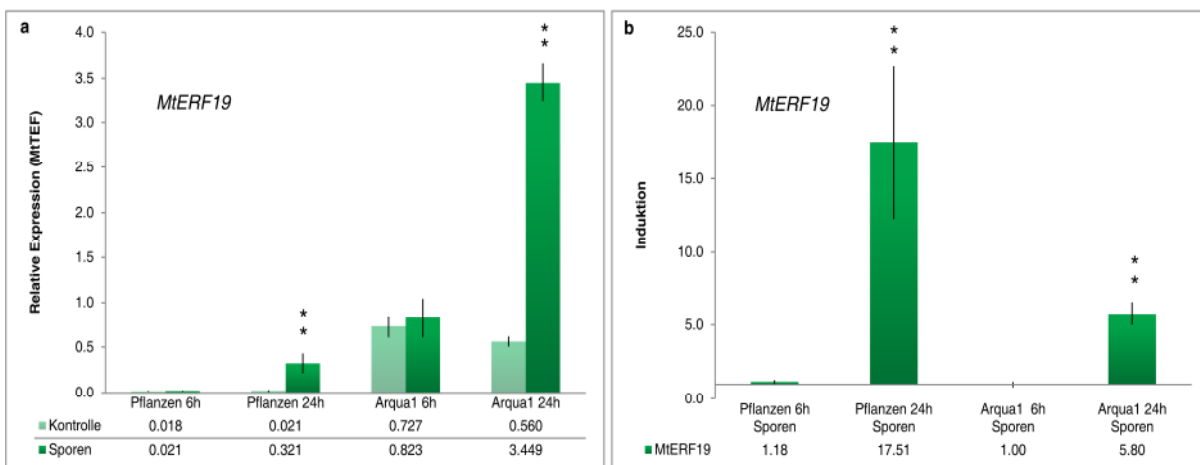 a
4.0
3.5
3.0
2.5
2.0
1.5
1.0
0.5
0.0
Relative Expression (MtTEF)
MtERF19
* *
* *
Pflanzen 6h Pflanzen 24h Arqua1 6h Arqua1 24h
Kontrolle 0.018 0.021 0.727 0.560
Sporen 0.021 0.321 0.823 3.449
b
25.0
20.0
15.0
10.0
5.0
0.0
Induktion
MtERF19
* *
* *
Pflanzen 6h Pflanzen 24h Arqua1 6h Arqua1 24h
Sporen Sporen Sporen Sporen
MtERF19 1.18 17.51 1.00 5.80